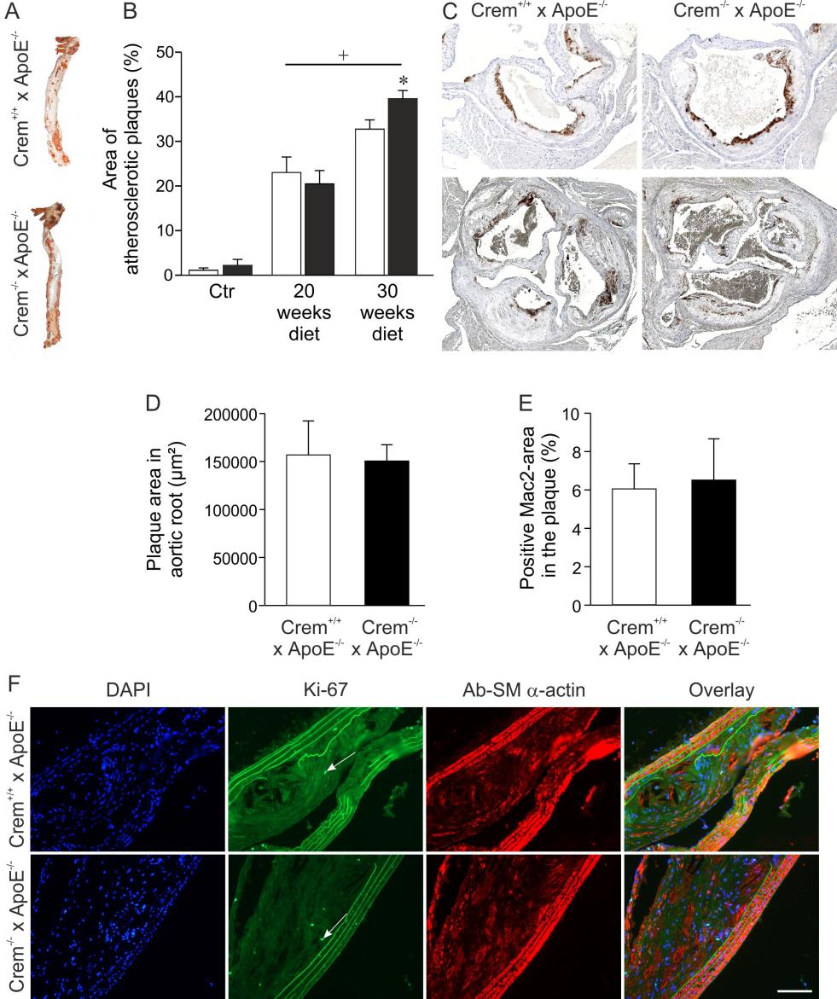 A
Crem+/+ x ApoE-/-
Crem-/- x ApoE-/-
B
Area of
atherosclerotic plaques (%)
50
40
30
20
10
0
+
*
Ctr
20
weeks
diet
30
weeks
diet
C
Crem+/+ x ApoE-/-
Crem-/- x ApoE-/-
D
Plaque area in
aortic root (µm²)
200000
150000
100000
50000
0
Crem+/+
x ApoE-/-
Crem-/-
x ApoE-/-
E
Positive Mac2-area
in the plaque (%)
10
8
6
4
2
0
Crem+/+
x ApoE-/-
Crem-/-
x ApoE-/-
F
DAPI
Ki-67
Ab-SM α-actin
Overlay
Crem+/+ x ApoE-/-
Crem-/- x ApoE-/-